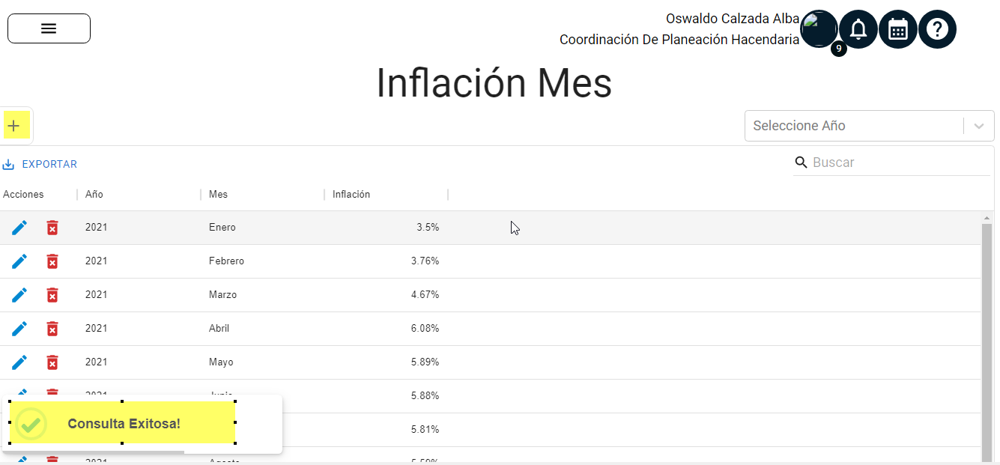 Oswaldo Calzada Alba
Coordinación De Planeación Hacendaria
9
Inflación Mes
Seleccione Año
EXPORTAR
Buscar
Acciones Año Mes Inflación
2021 Enero 3.5%
2021 Febrero 3.76%
2021 Marzo 4.67%
2021 Abril 6.08%
2021 Mayo 5.89%
2021 Junio 5.88%
Consulta Exitosa!
5.81%
2021 Agosto 5.59%